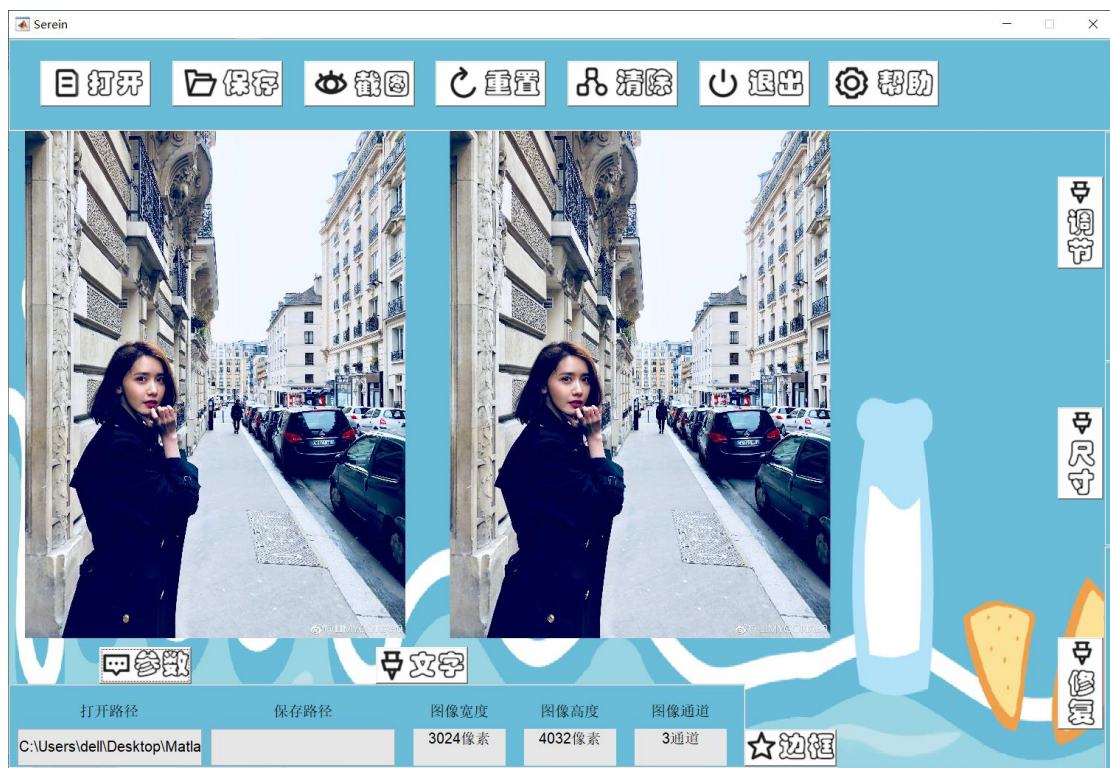 Serein
打开
保存
截图
重置
清除
退出
帮助
调节
尺寸
修复
参数
文字
打开路径
保存路径
图像宽度
图像高度
图像通道
C:\Users\dell\Desktop\Matla
3024像素
4032像素
3通道
边框